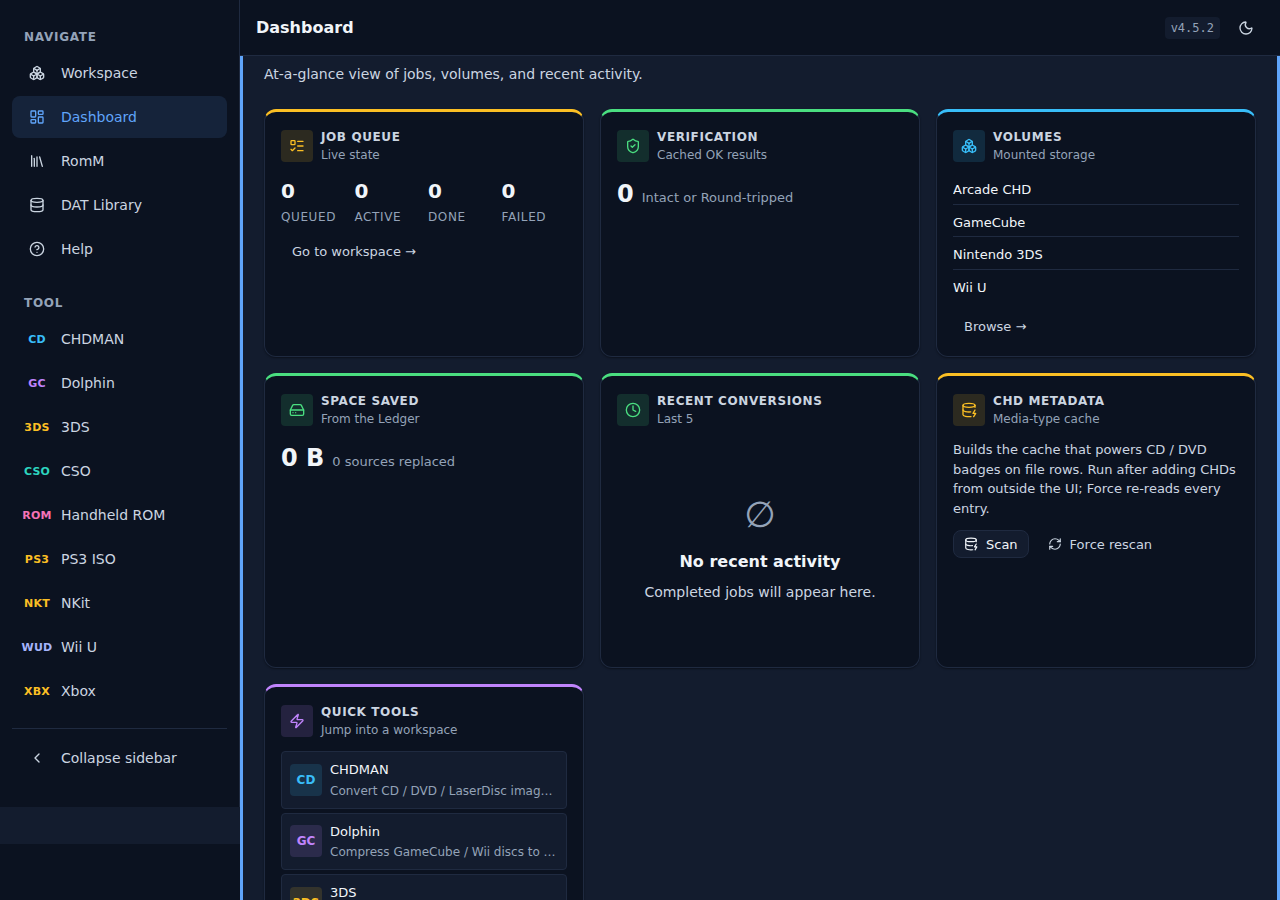 NAVIGATE
Workspace
Dashboard
RomM
DAT Library
Help
TOOL
CD CHDMAN
GC Dolphin
3DS 3DS
CSO CSO
ROM Handheld ROM
PS3 PS3 ISO
NKT NKit
WUD Wii U
XBX Xbox
Collapse sidebar
Dashboard
v4.5.2
At-a-glance view of jobs, volumes, and recent activity.
JOB QUEUE
Live state
0 0 0 0
QUEUED ACTIVE DONE FAILED
Go to workspace →
VERIFICATION
Cached OK results
0 Intact or Round-tripped
VOLUMES
Mounted storage
Arcade CHD
GameCube
Nintendo 3DS
Wii U
Browse →
SPACE SAVED
From the Ledger
0 B 0 sources replaced
RECENT CONVERSIONS
Last 5
∅
No recent activity
Completed jobs will appear here.
CHD METADATA
Media-type cache
Builds the cache that powers CD / DVD
badges on file rows. Run after adding CHDs
from outside the UI; Force re-reads every
entry.
Scan Force rescan
QUICK TOOLS
Jump into a workspace
CD CHDMAN
Convert CD / DVD / LaserDisc imag…
GC Dolphin
Compress GameCube / Wii discs to …
3DS 3DS